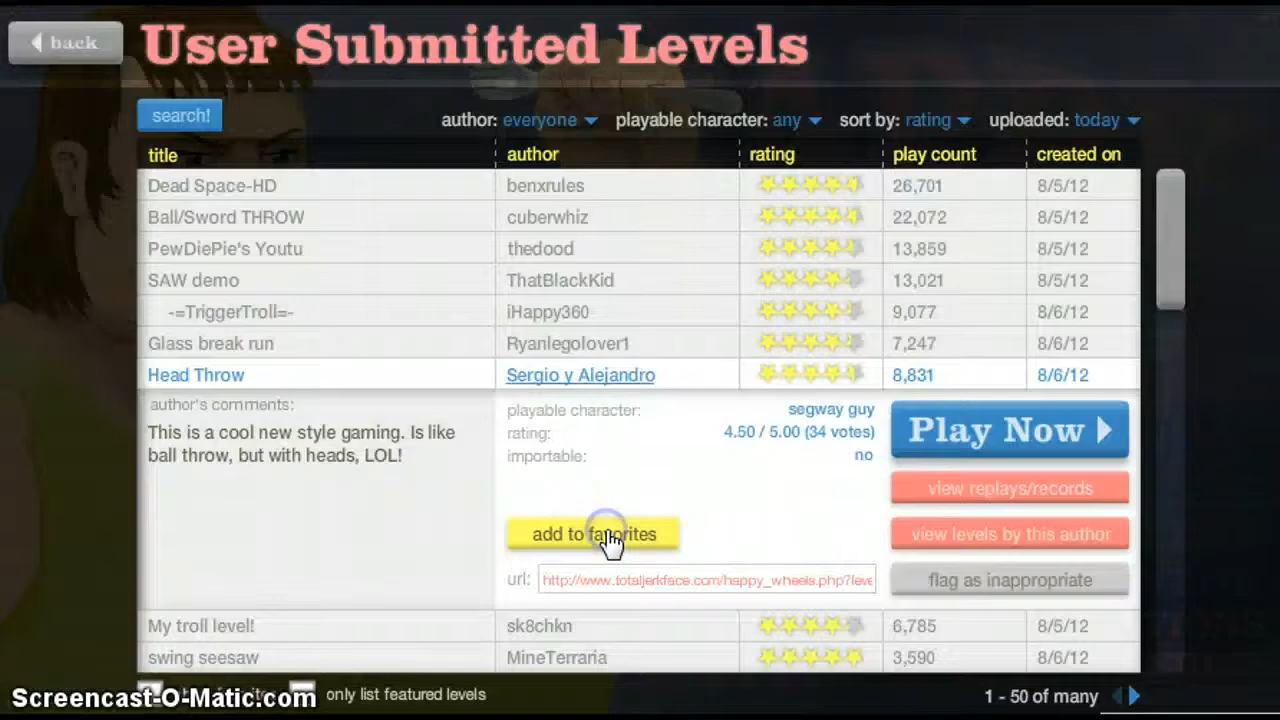 back
User Submitted Levels
search!
author: everyone playable character: any sort by: rating uploaded: today
title author rating play count created on
Dead Space-HD benxrules 26,701 8/5/12
Ball/Sword THROW cuberwhiz 22,072 8/5/12
PewDiePie's Youtu thedood 13,859 8/5/12
SAW demo ThatBlackKid 13,021 8/5/12
-=TriggerTroll=- iHappy360 9,077 8/6/12
Glass break run Ryanlegolover1 7,247 8/6/12
Head Throw Sergio y Alejandro 8,831 8/6/12
author's comments:
This is a cool new style gaming. Is like
ball throw, but with heads, LOL!
playable character: segway guy
rating: 4.50 / 5.00 (34 votes)
importable: no
add to favorites
url: http://www.totaljerkface.com/happy_wheels.php?leve
Play Now
view replays/records
view levels by this author
flag as inappropriate
My troll level! sk8chkn 6,785 8/5/12
swing seesaw MineTerraria 3,590 8/6/12
only list featured levels
1 - 50 of many
Screencast-O-Matic.com